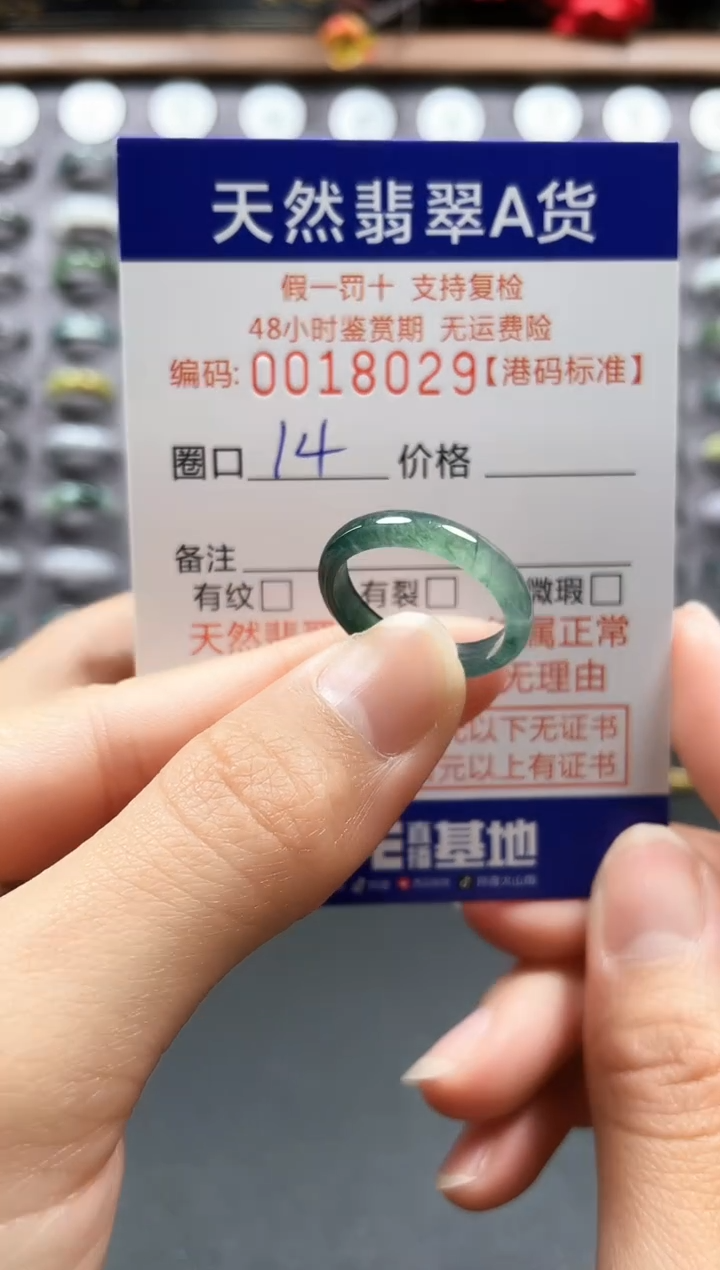 天然翡翠A货
假一罚十 支持复检
48小时鉴赏期 无运费险
编码: 0018029【港码标准】
圈口 14 价格
备注
有纹□ 有裂□ 微瑕□
天然翡 属正常
无理由
以下无证书
元以上有证书
直播基地